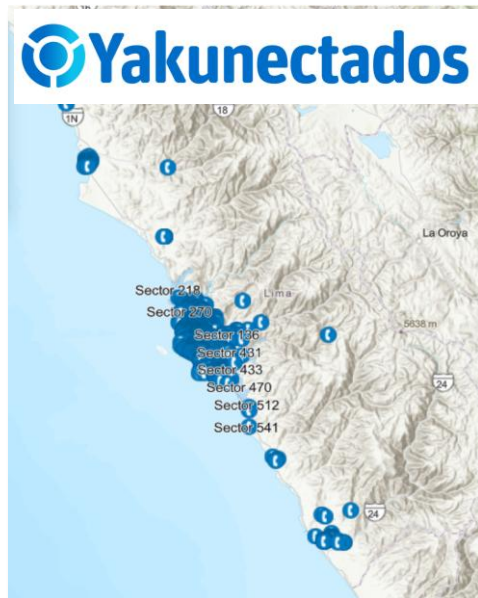 Yakunectados
1N
18
La Oroya
Sector 218
Lima
Sector 270
5638 m
Sector 136
Sector 431
Sector 433
24
Sector 470
Sector 512
Sector 541
24